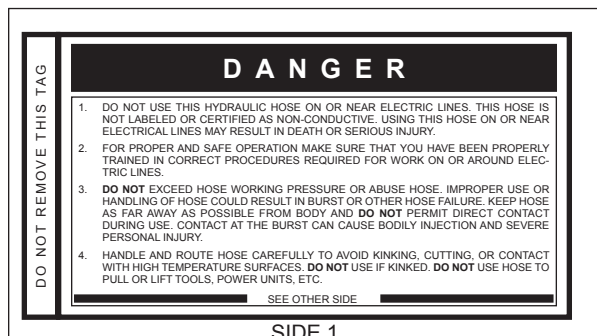 DO NOT REMOVE THIS TAG
DANGER
1. DO NOT USE THIS HYDRAULIC HOSE ON OR NEAR ELECTRIC LINES. THIS HOSE IS
NOT LABELED OR CERTIFIED AS NON-CONDUCTIVE. USING THIS HOSE ON OR NEAR
ELECTRICAL LINES MAY RESULT IN DEATH OR SERIOUS INJURY.
2. FOR PROPER AND SAFE OPERATION MAKE SURE THAT YOU HAVE BEEN PROPERLY
TRAINED IN CORRECT PROCEDURES REQUIRED FOR WORK ON OR AROUND ELEC-
TRIC LINES.
3. DO NOT EXCEED HOSE WORKING PRESSURE OR ABUSE HOSE. IMPROPER USE OR
HANDLING OF HOSE COULD RESULT IN BURST OR OTHER HOSE FAILURE. KEEP HOSE
AS FAR AWAY AS POSSIBLE FROM BODY AND DO NOT PERMIT DIRECT CONTACT
DURING USE. CONTACT AT THE BURST CAN CAUSE BODILY INJECTION AND SEVERE
PERSONAL INJURY.
4. HANDLE AND ROUTE HOSE CAREFULLY TO AVOID KINKING, CUTTING, OR CONTACT
WITH HIGH TEMPERATURE SURFACES. DO NOT USE IF KINKED. DO NOT USE HOSE TO
PULL OR LIFT TOOLS, POWER UNITS, ETC.
SEE OTHER SIDE
SIDE 1